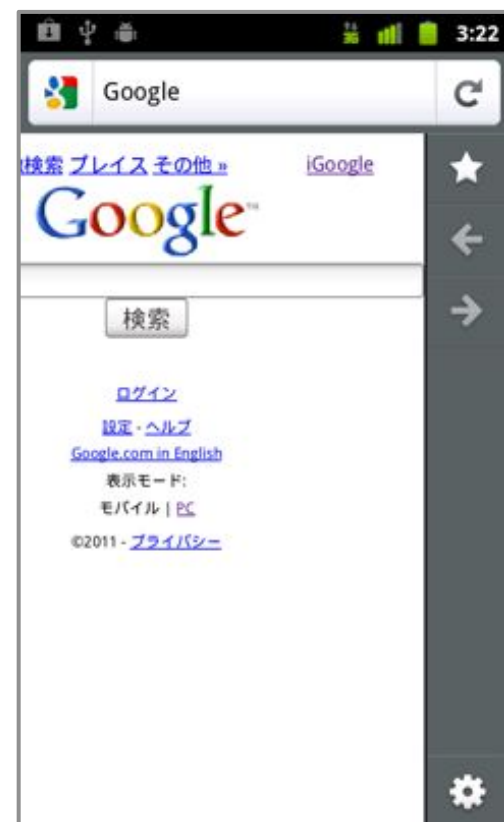 3G 3:22
Google
検索 プレイス その他 » iGoogle
Google™
検索
ログイン
設定 - ヘルプ
Google.com in English
表示モード:
モバイル | PC
©2011 - プライバシー